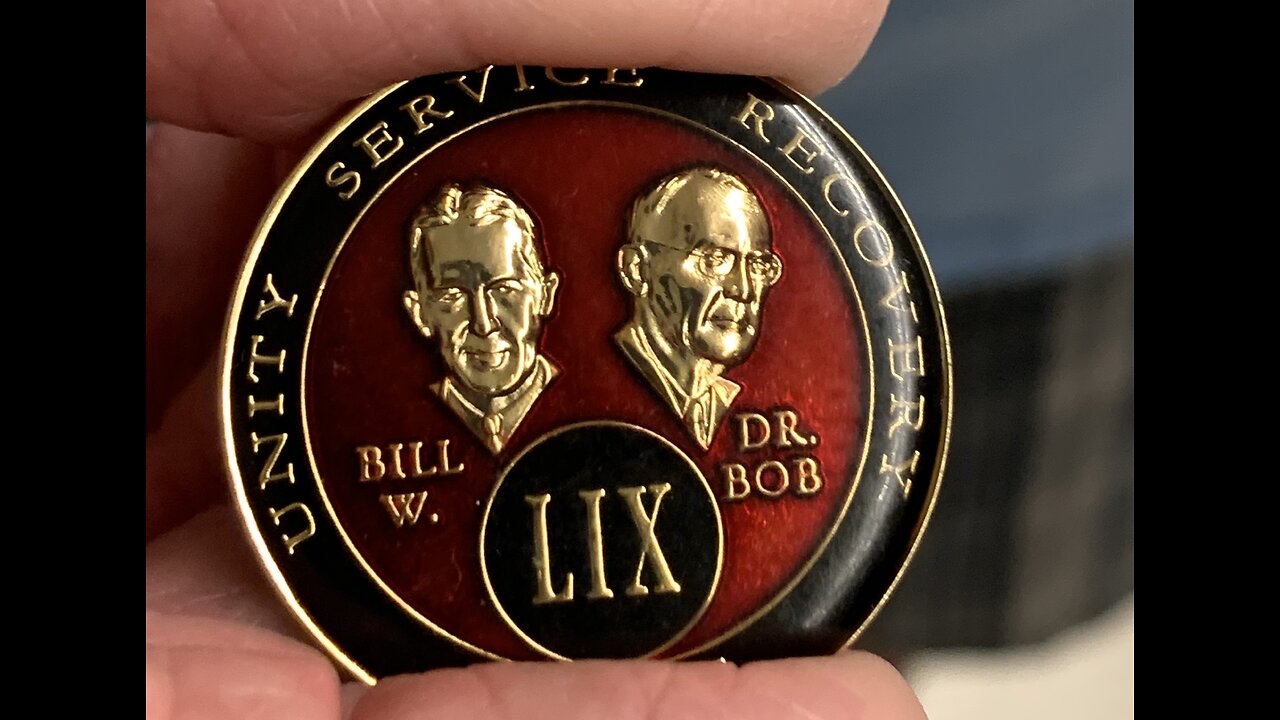 UNITY SERVICE RECOVERY
BILL
W.
DR.
BOB
LIX